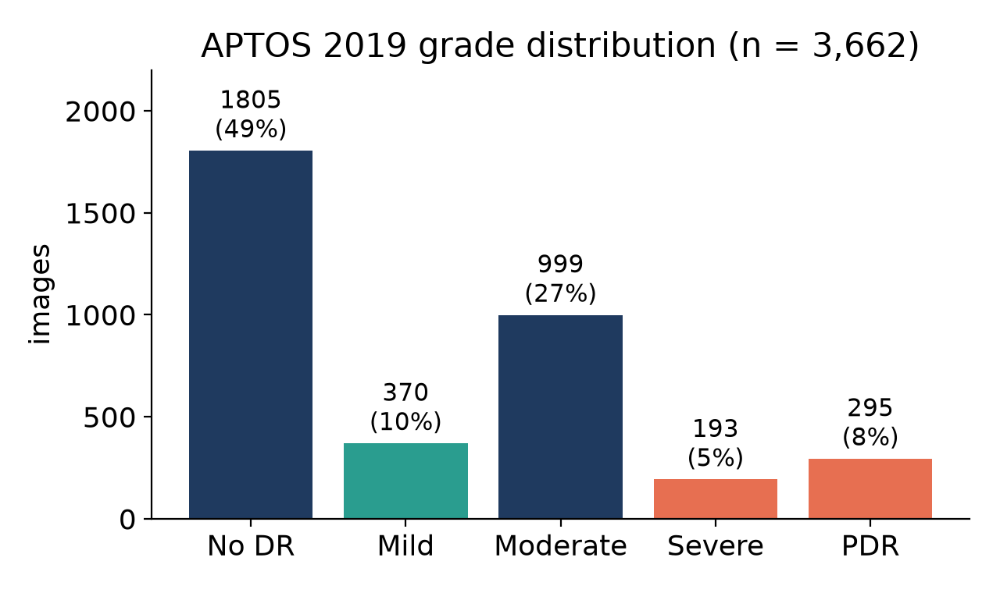 APTOS 2019 grade distribution (n = 3,662)
images
2000
1500
1000
500
0
1805
(49%)
370
(10%)
999
(27%)
193
(5%)
295
(8%)
No DR
Mild
Moderate
Severe
PDR